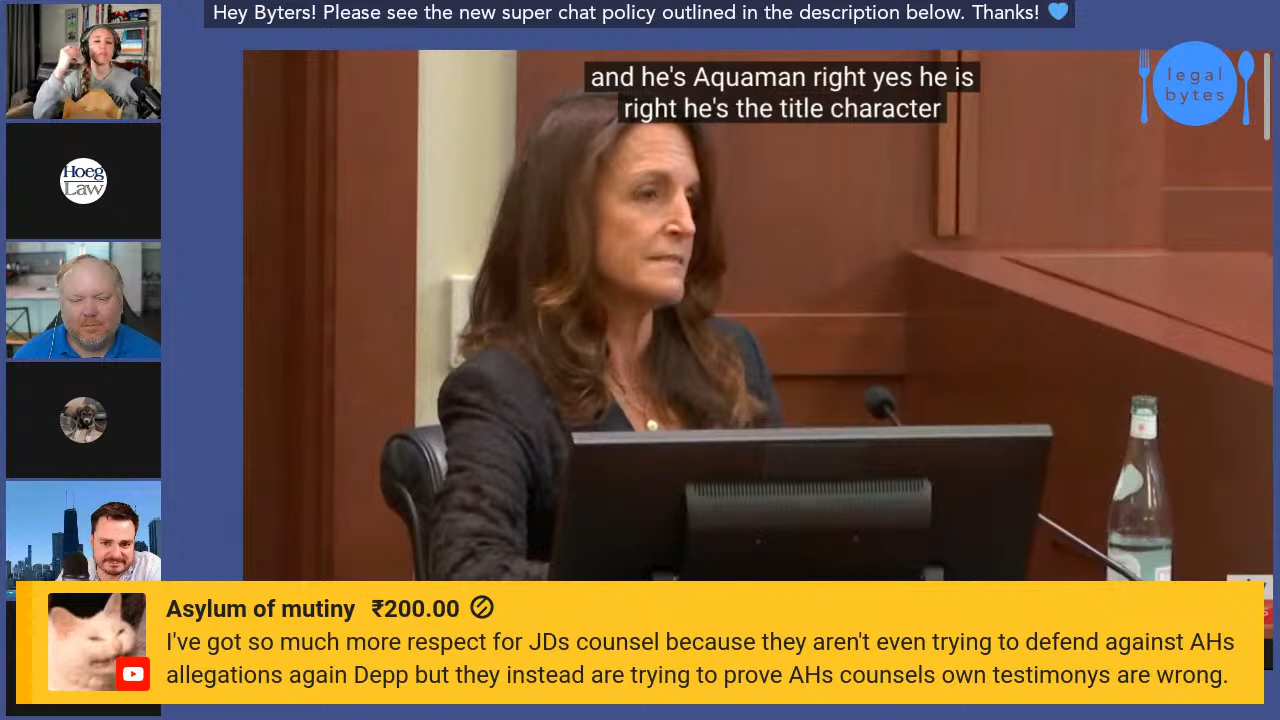 Hey Byters! Please see the new super chat policy outlined in the description below. Thanks! 💙
legal
bytes
and he's Aquaman right yes he is
right he's the title character
Hoeg
Law
Asylum of mutiny ₹200.00
I've got so much more respect for JDs counsel because they aren't even trying to defend against AHs
allegations again Depp but they instead are trying to prove AHs counsels own testimonys are wrong.